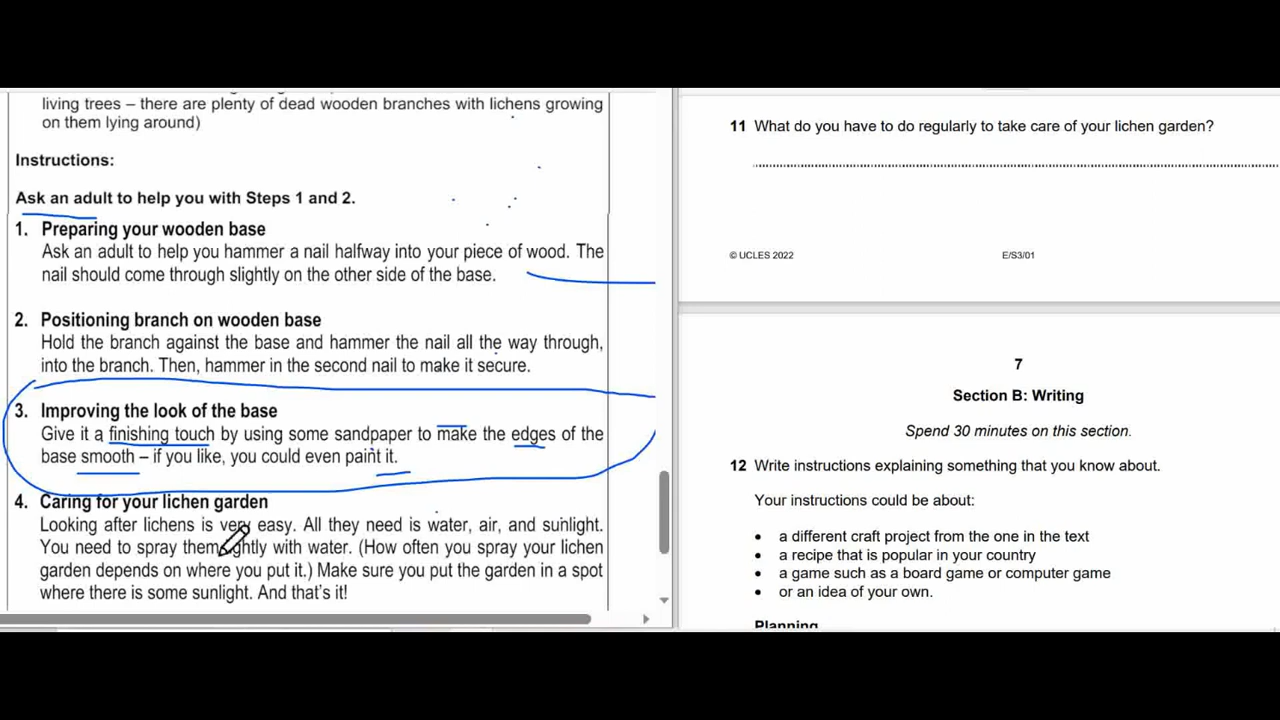 living trees – there are plenty of dead wooden branches with lichens growing
on them lying around)
Instructions:
Ask an adult to help you with Steps 1 and 2.
1. Preparing your wooden base
Ask an adult to help you hammer a nail halfway into your piece of wood. The
nail should come through slightly on the other side of the base.
2. Positioning branch on wooden base
Hold the branch against the base and hammer the nail all the way through,
into the branch. Then, hammer in the second nail to make it secure.
3. Improving the look of the base
Give it a finishing touch by using some sandpaper to make the edges of the
base smooth – if you like, you could even paint it.
4. Caring for your lichen garden
Looking after lichens is very easy. All they need is water, air, and sunlight.
You need to spray them with water. (How often you spray your lichen
garden depends on where you put it.) Make sure you put the garden in a spot
where there is some sunlight. And that's it!
11 What do you have to do regularly to take care of your lichen garden?
© UCLES 2022 E/S3/01
7
Section B: Writing
Spend 30 minutes on this section.
12 Write instructions explaining something that you know about.
Your instructions could be about:
• a different craft project from the one in the text
• a recipe that is popular in your country
• a game such as a board game or computer game
• or an idea of your own.
Planning